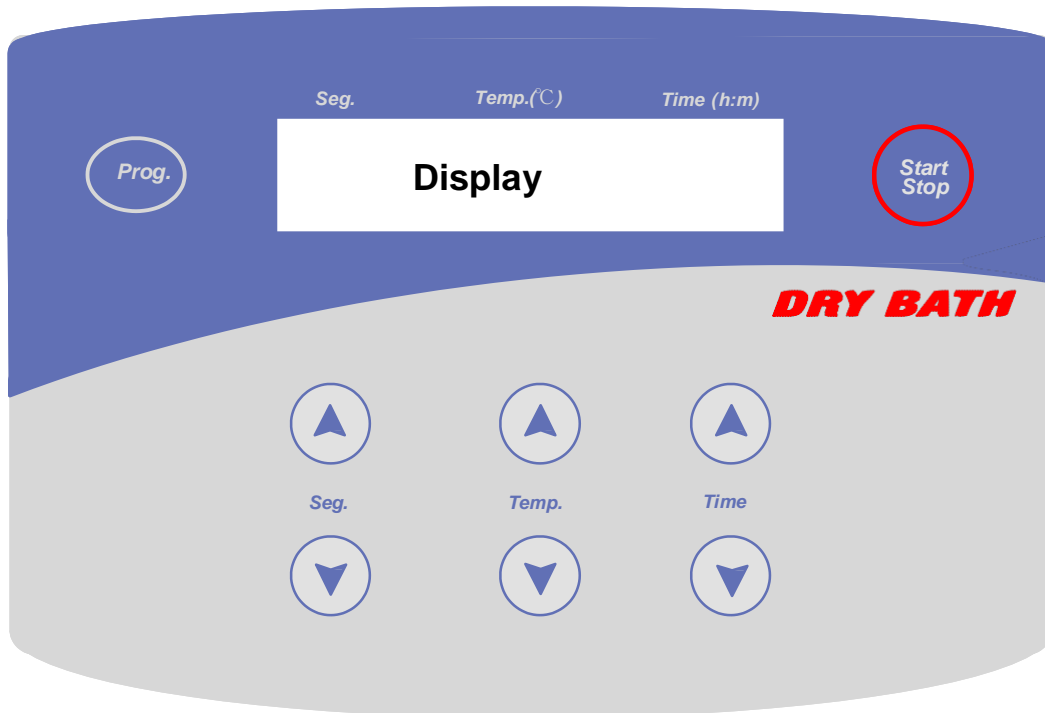 Seg. Temp.(℃) Time (h:m)
Prog.
Display
Start
Stop
DRY BATH
Seg. Temp. Time